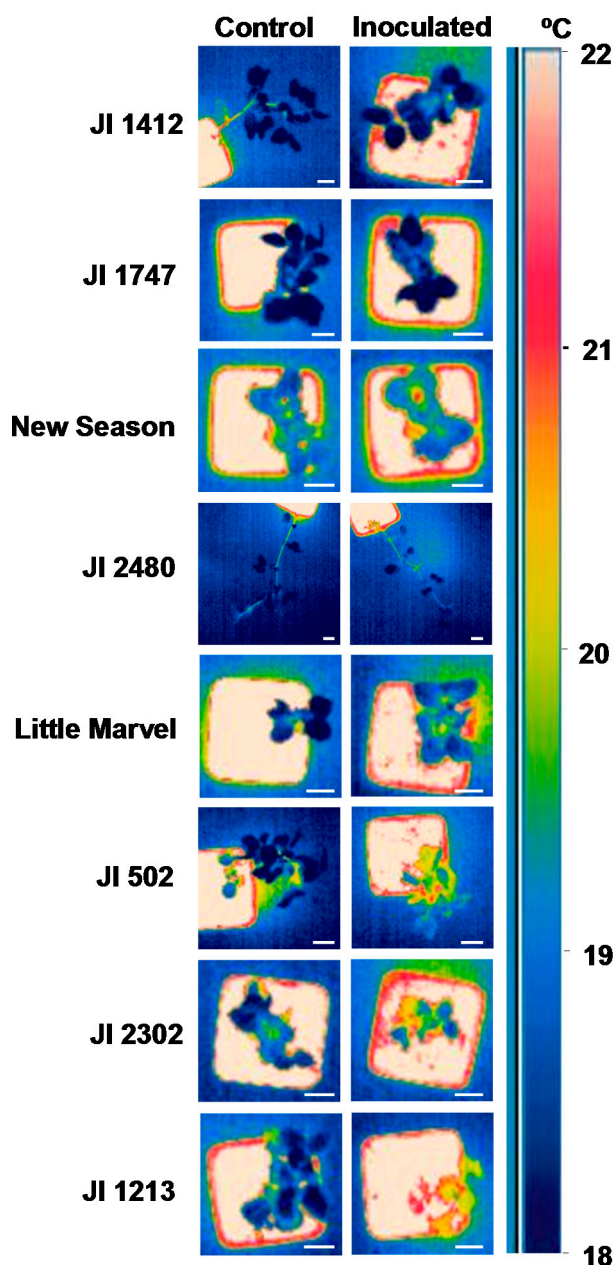 Control Inoculated ºC
22
JI 1412
JI 1747
21
New Season
JI 2480
20
Little Marvel
JI 502
19
JI 2302
JI 1213
18